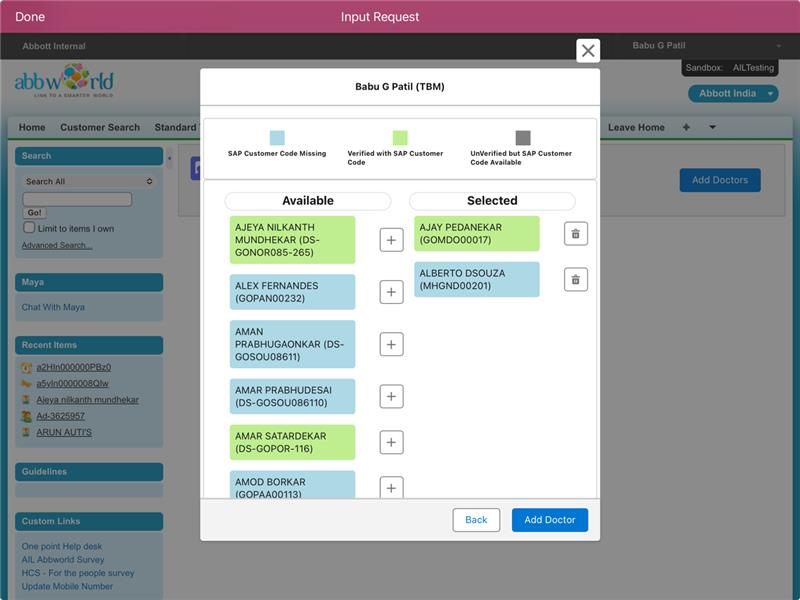 Done
Input Request
Abbott Internal
Babu G Patil
Sandbox: AILTesting
abbworld
LINK TO A SMARTER WORLD
Abbott India
Home Customer Search Standard
Leave Home +
Search
Search All
Go!
Limit to items I own
Advanced Search...
Maya
Chat With Maya
Recent Items
a2HIn000000PBz0
a5yIn0000008QIw
Ajeya nilkanth mundhekar
Ad-3625957
ARUN AUTI'S
Guidelines
Custom Links
One point Help desk
AIL Abbworld Survey
HCS - For the people survey
Update Mobile Number
Add Doctors
Babu G Patil (TBM)
SAP Customer Code Missing
Verified with SAP Customer
Code
UnVerified but SAP Customer
Code Available
Available
AJEYA NILKANTH
MUNDHEKAR (DS-
GONOR085-265)
ALEX FERNANDES
(GOPAN00232)
AMAN
PRABHUGAONKAR (DS-
GOSOU08611)
AMAR PRABHUDESAI
(DS-GOSOU086110)
AMAR SATARDEKAR
(DS-GOPOR-116)
AMOD BORKAR
(GOPAA00113)
Selected
AJAY PEDANEKAR
(GOMDO00017)
ALBERTO DSOUZA
(MHGND00201)
Back
Add Doctor